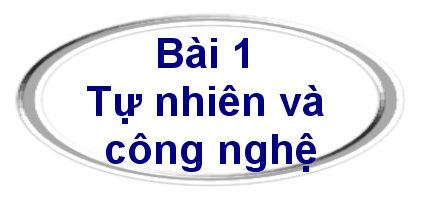 Bài 1
Tự nhiên và
công nghệ